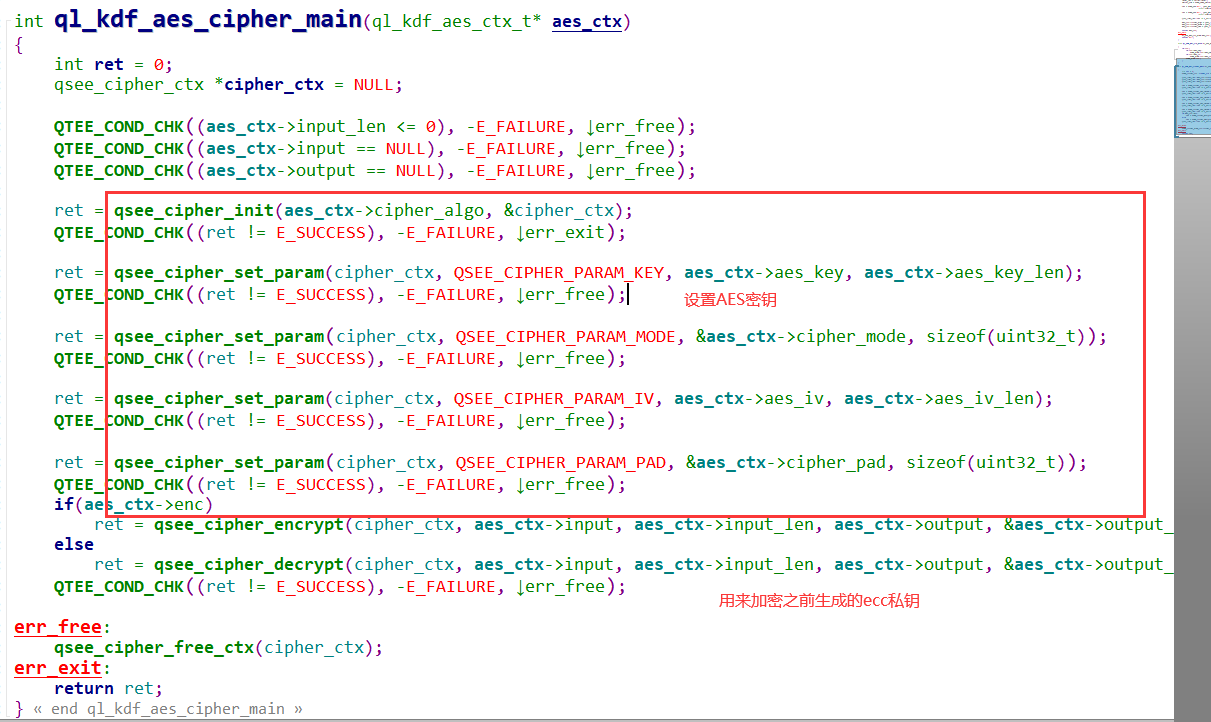 int ql_kdf_aes_cipher_main(ql_kdf_aes_ctx_t* aes_ctx)
{
int ret = 0;
qsee_cipher_ctx *cipher_ctx = NULL;
QTEE_COND_CHK((aes_ctx->input_len <= 0), -E_FAILURE, ↓err_free);
QTEE_COND_CHK((aes_ctx->input == NULL), -E_FAILURE, ↓err_free);
QTEE_COND_CHK((aes_ctx->output == NULL), -E_FAILURE, ↓err_free);
ret = qsee_cipher_init(aes_ctx->cipher_algo, &cipher_ctx);
QTEE_COND_CHK((ret != E_SUCCESS), -E_FAILURE, ↓err_exit);
ret = qsee_cipher_set_param(cipher_ctx, QSEE_CIPHER_PARAM_KEY, aes_ctx->aes_key, aes_ctx->aes_key_len);
QTEE_COND_CHK((ret != E_SUCCESS), -E_FAILURE, ↓err_free);
设置AES密钥
ret = qsee_cipher_set_param(cipher_ctx, QSEE_CIPHER_PARAM_MODE, &aes_ctx->cipher_mode, sizeof(uint32_t));
QTEE_COND_CHK((ret != E_SUCCESS), -E_FAILURE, ↓err_free);
ret = qsee_cipher_set_param(cipher_ctx, QSEE_CIPHER_PARAM_IV, aes_ctx->aes_iv, aes_ctx->aes_iv_len);
QTEE_COND_CHK((ret != E_SUCCESS), -E_FAILURE, ↓err_free);
ret = qsee_cipher_set_param(cipher_ctx, QSEE_CIPHER_PARAM_PAD, &aes_ctx->cipher_pad, sizeof(uint32_t));
QTEE_COND_CHK((ret != E_SUCCESS), -E_FAILURE, ↓err_free);
if(aes_ctx->enc)
ret = qsee_cipher_encrypt(cipher_ctx, aes_ctx->input, aes_ctx->input_len, aes_ctx->output, &aes_ctx->output_
else
ret = qsee_cipher_decrypt(cipher_ctx, aes_ctx->input, aes_ctx->input_len, aes_ctx->output, &aes_ctx->output_
QTEE_COND_CHK((ret != E_SUCCESS), -E_FAILURE, ↓err_free);
用来加密之前生成的ecc私钥
err_free:
qsee_cipher_free_ctx(cipher_ctx);
err_exit:
return ret;
} « end ql_kdf_aes_cipher_main »